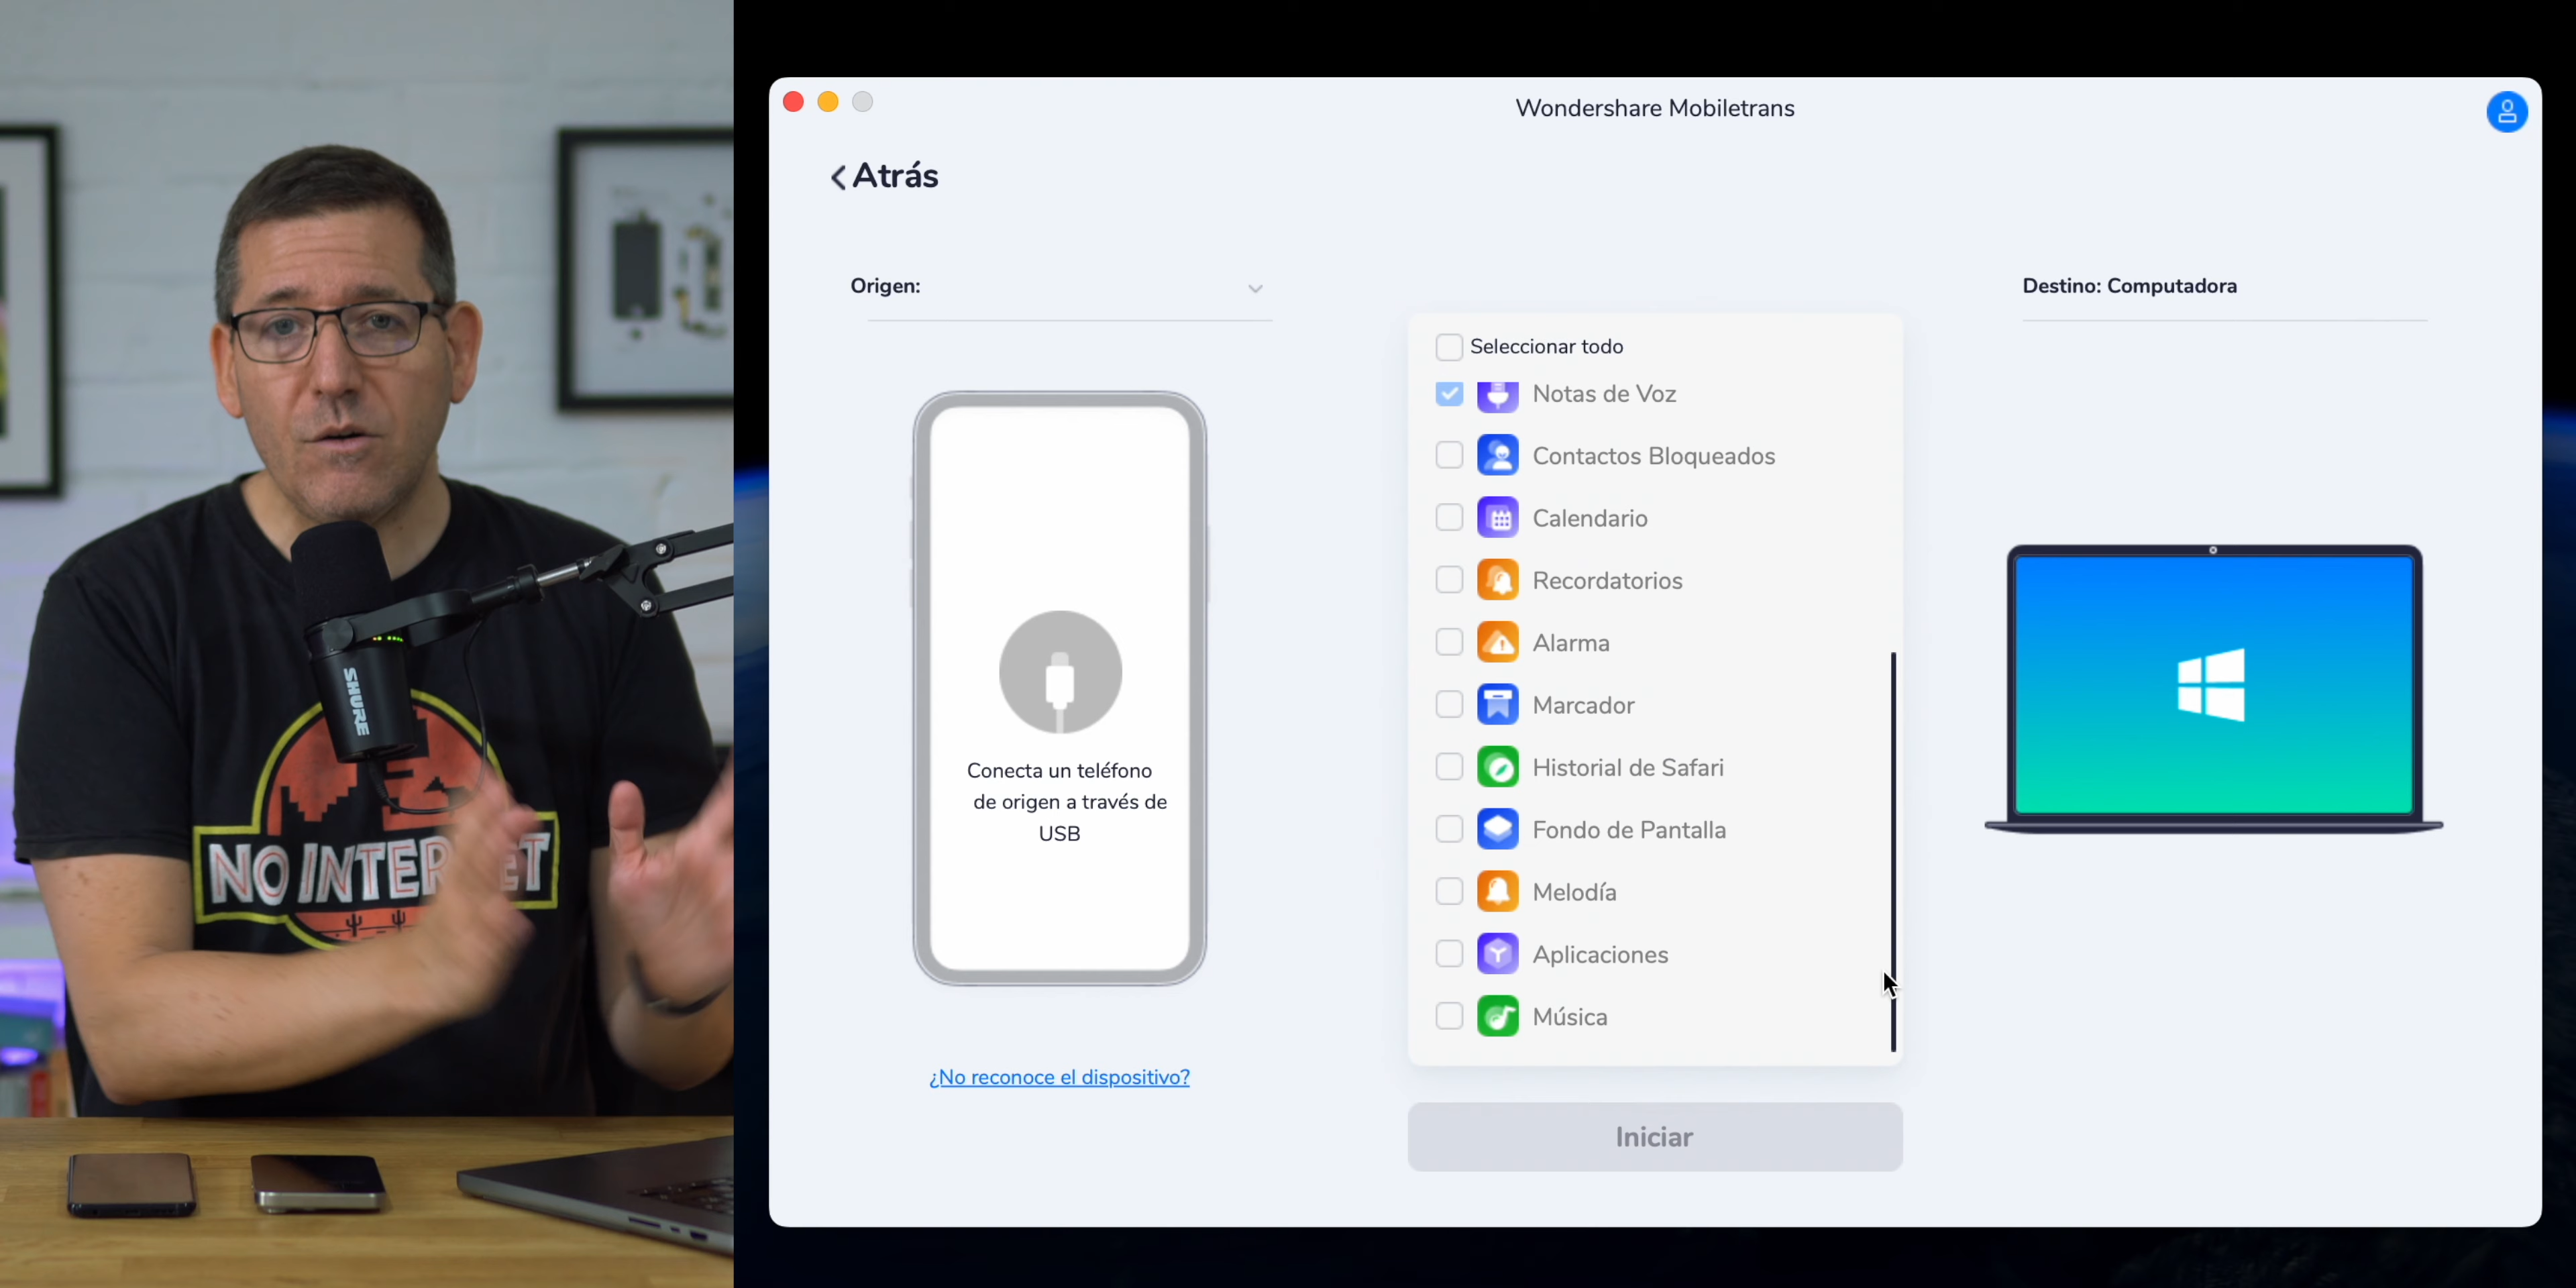 Wondershare Mobiletrans
Atrás
Origen:
Destino: Computadora
Seleccionar todo
Notas de Voz
Contactos Bloqueados
Calendario
Recordatorios
Alarma
Marcador
Historial de Safari
Fondo de Pantalla
Melodía
Aplicaciones
Música
Conecta un teléfono
de origen a través de
USB
¿No reconoce el dispositivo?
Iniciar
SHURE
NO INTERNET